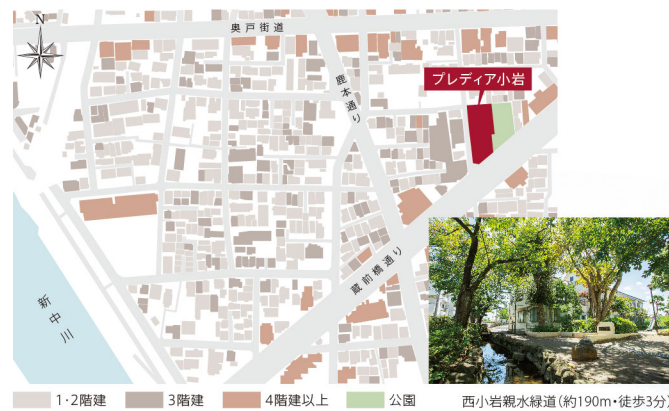 N
奥戸街道
鹿本通り
プレディア小岩
蔵前橋通り
新中川
1・2階建
3階建
4階建以上
公園
西小岩親水緑道(約190m・徒歩3分)